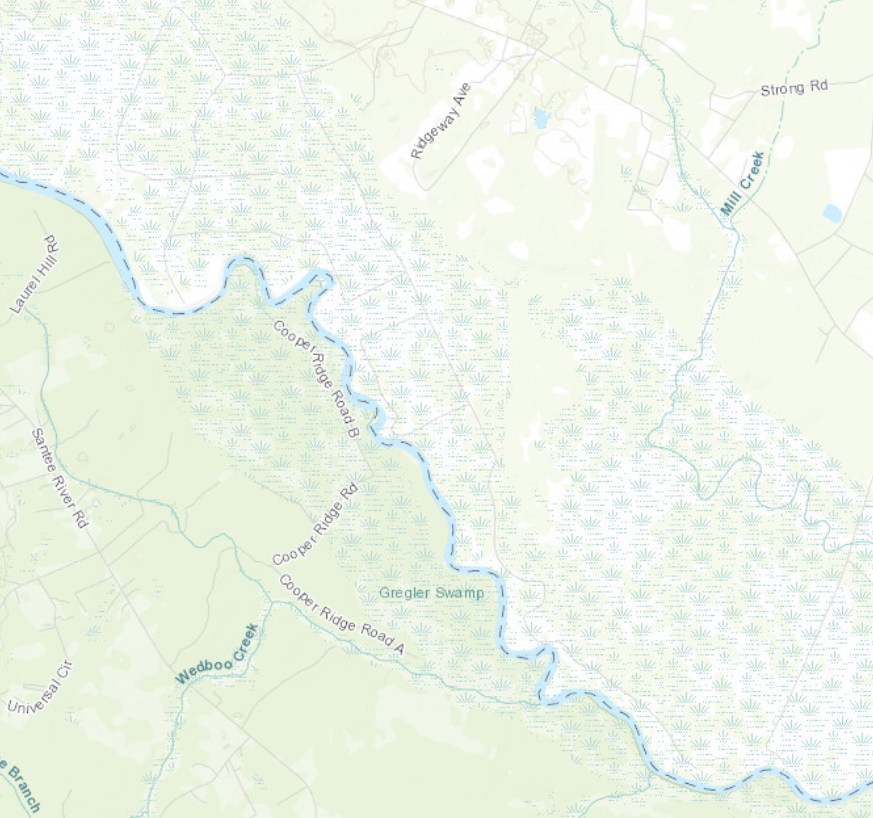 Strong Rd
Ridgeway Ave
Mill Creek
Laurel Hill Rd
Cooper Ridge Road B
Santee River Rd
Cooper Ridge Rd
Gregler Swamp
Cooper Ridge Road A
Wedboo Creek
Universal Cir
e Branch